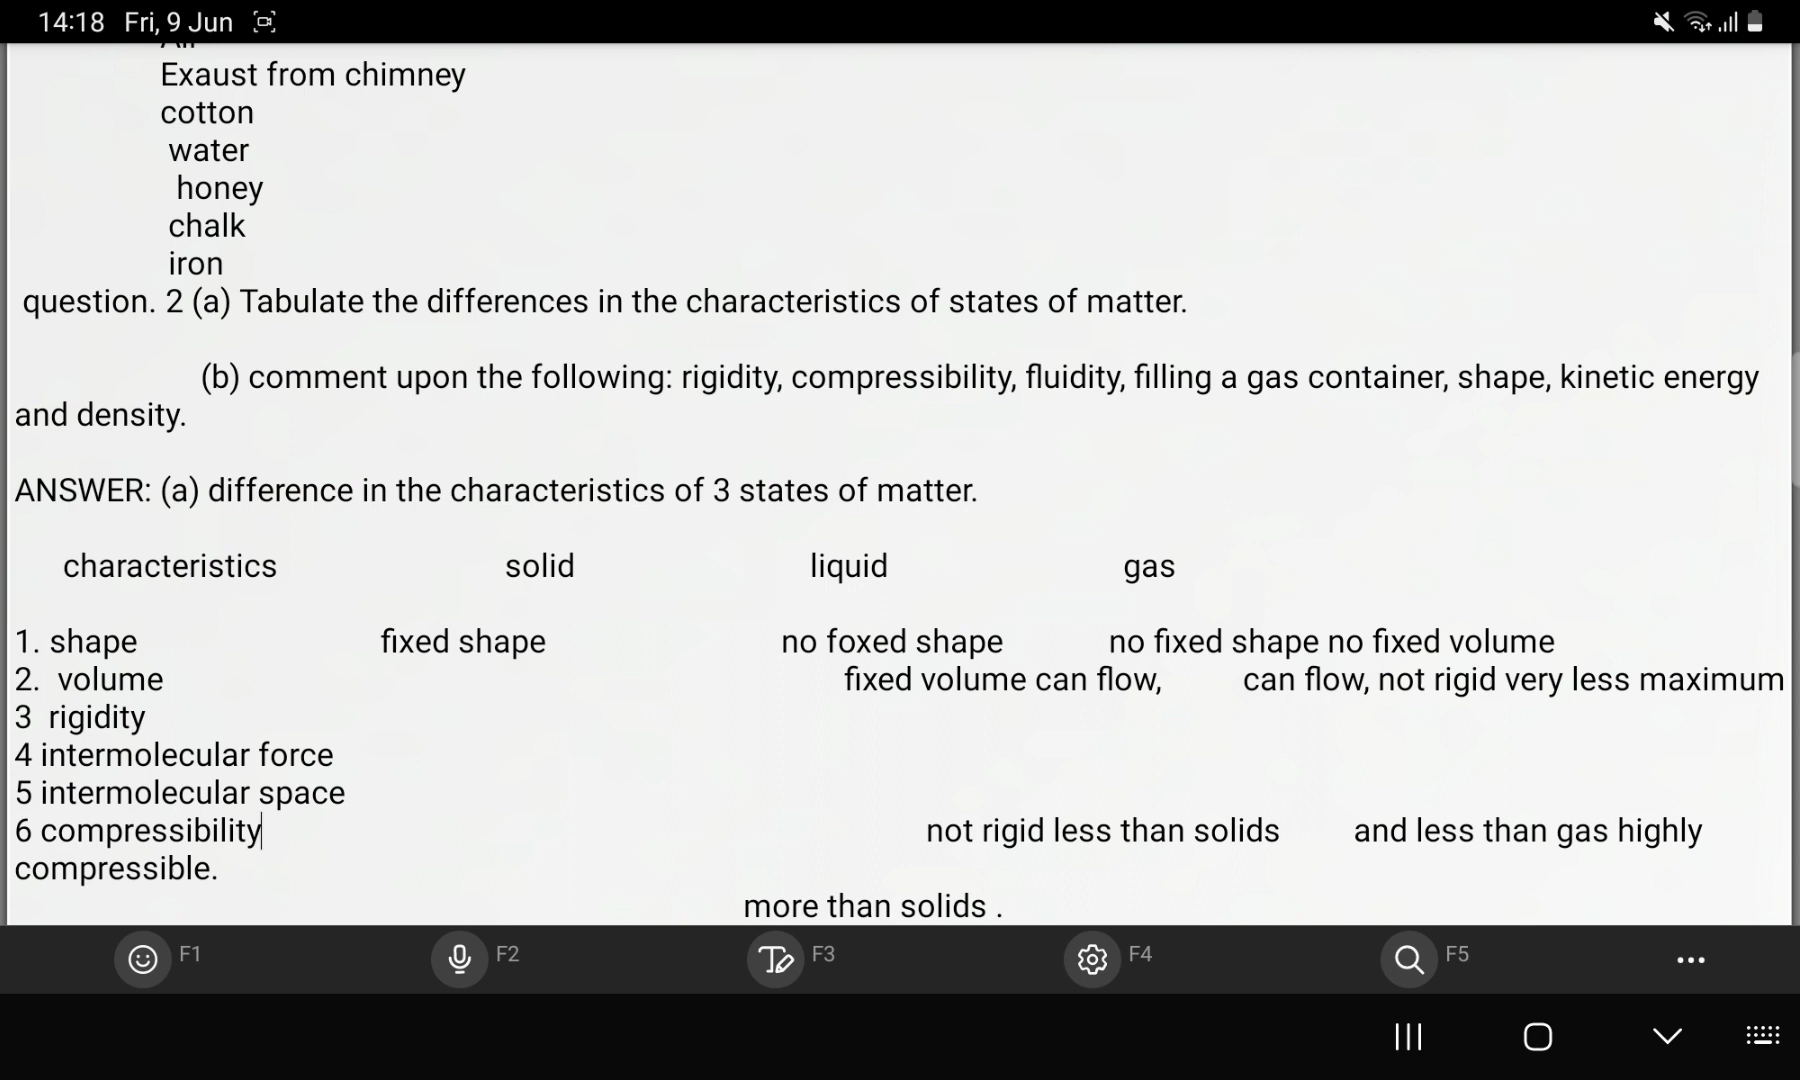 14:18 Fri, 9 Jun
Exaust from chimney
cotton
water
honey
chalk
iron
question. 2 (a) Tabulate the differences in the characteristics of states of matter.
(b) comment upon the following: rigidity, compressibility, fluidity, filling a gas container, shape, kinetic energy
and density.
ANSWER: (a) difference in the characteristics of 3 states of matter.
characteristics solid liquid gas
1. shape fixed shape no foxed shape no fixed shape no fixed volume
2. volume fixed volume can flow, can flow, not rigid very less maximum
3 rigidity
4 intermolecular force
5 intermolecular space
6 compressibility not rigid less than solids and less than gas highly
compressible.
more than solids .
F1 F2 F3 F4 F5